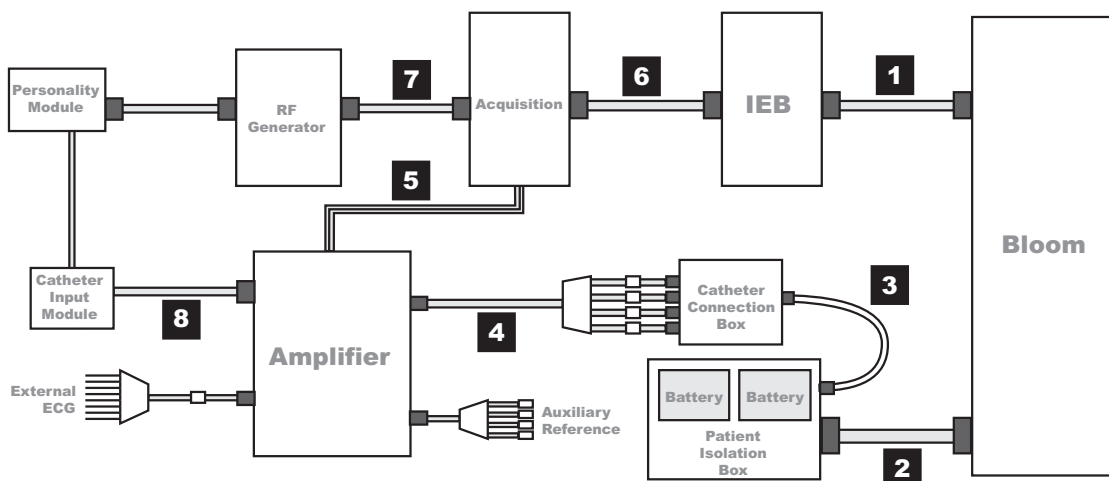 7
6
1
Personality
Module
RF
Generator
Acquisition
IEB
5
Bloom
Catheter
Input
Module
8
Amplifier
4
Catheter
Connection
Box
3
External
ECG
Auxiliary
Reference
Battery
Battery
Patient
Isolation
Box
2